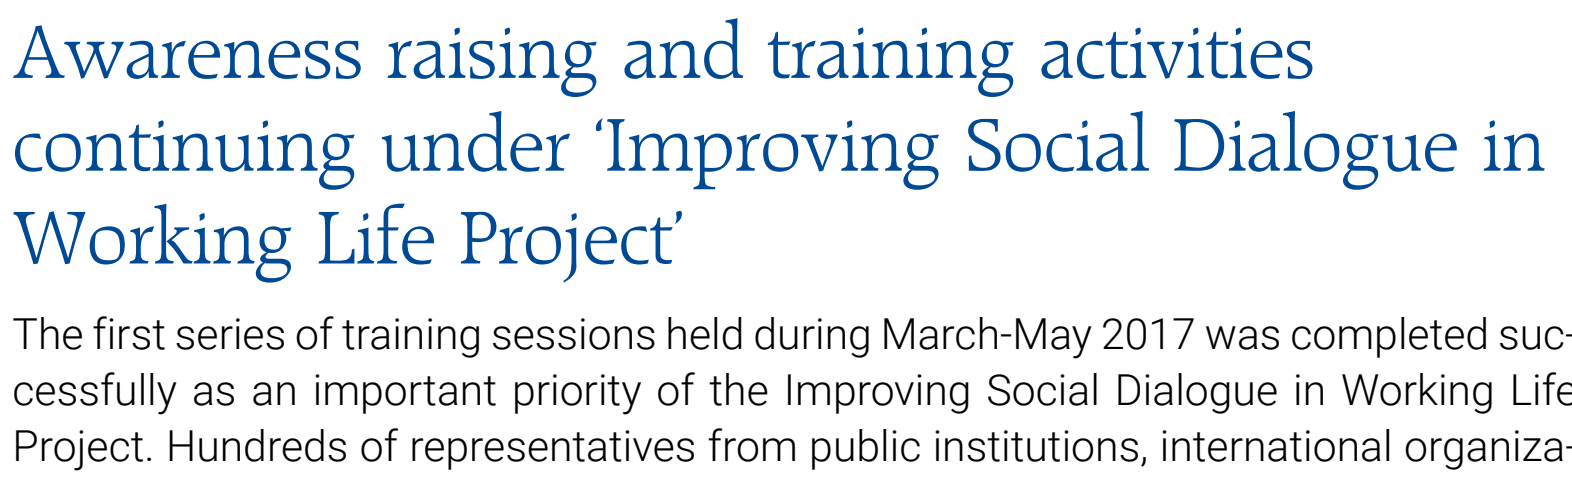 Awareness raising and training activities
continuing under ‘Improving Social Dialogue in
Working Life Project’
The first series of training sessions held during March-May 2017 was completed suc-
cessfully as an important priority of the Improving Social Dialogue in Working Life
Project. Hundreds of representatives from public institutions, international organiza-